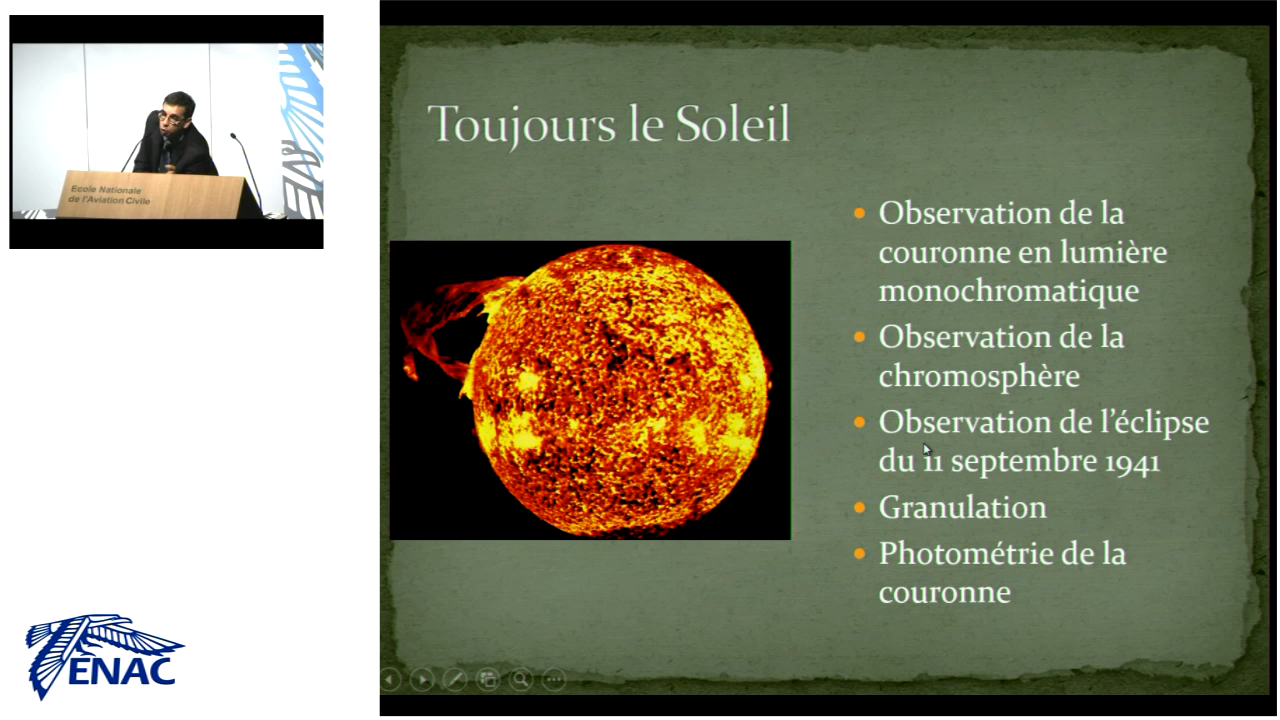 Ecole Nationale
de l'Aviation Civile
Toujours le Soleil
Observation de la
couronne en lumière
monochromatique
Observation de la
chromosphère
Observation de l'éclipse
du 11 septembre 1941
Granulation
Photométrie de la
couronne
ENAC